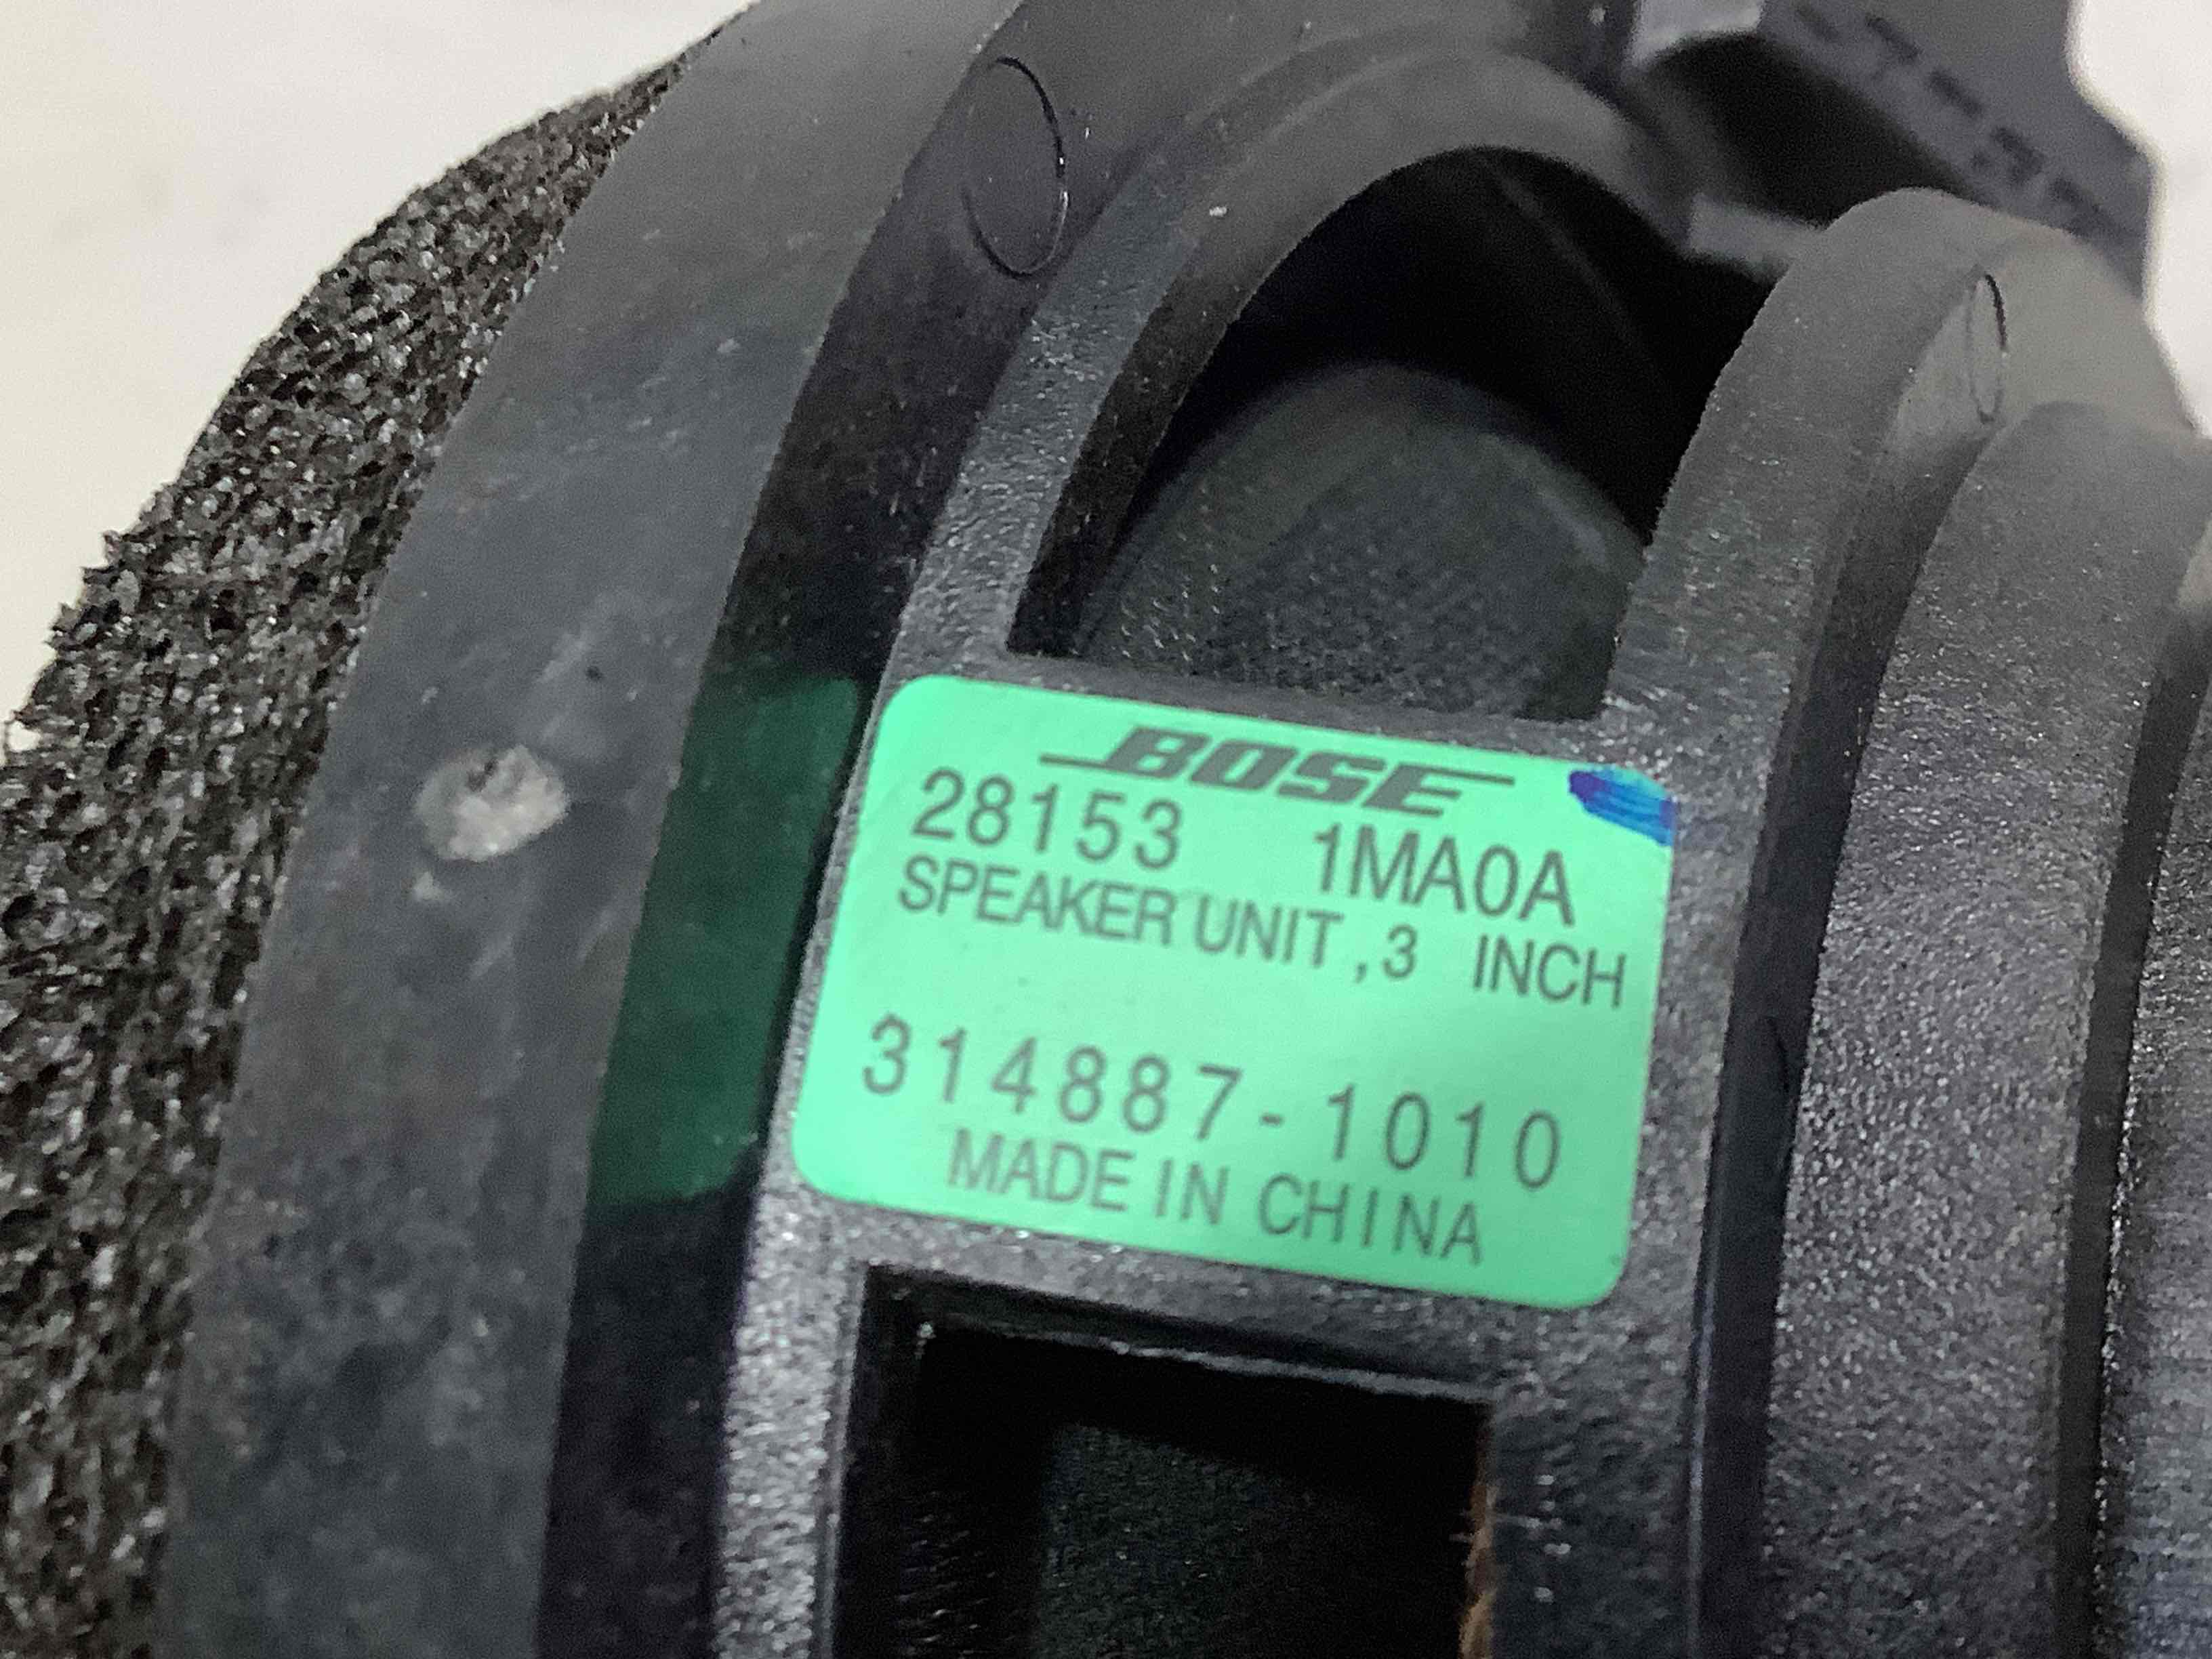 BOSE
28153 1MA0A
SPEAKER UNIT ,3 INCH
314887-1010
MADE IN CHINA